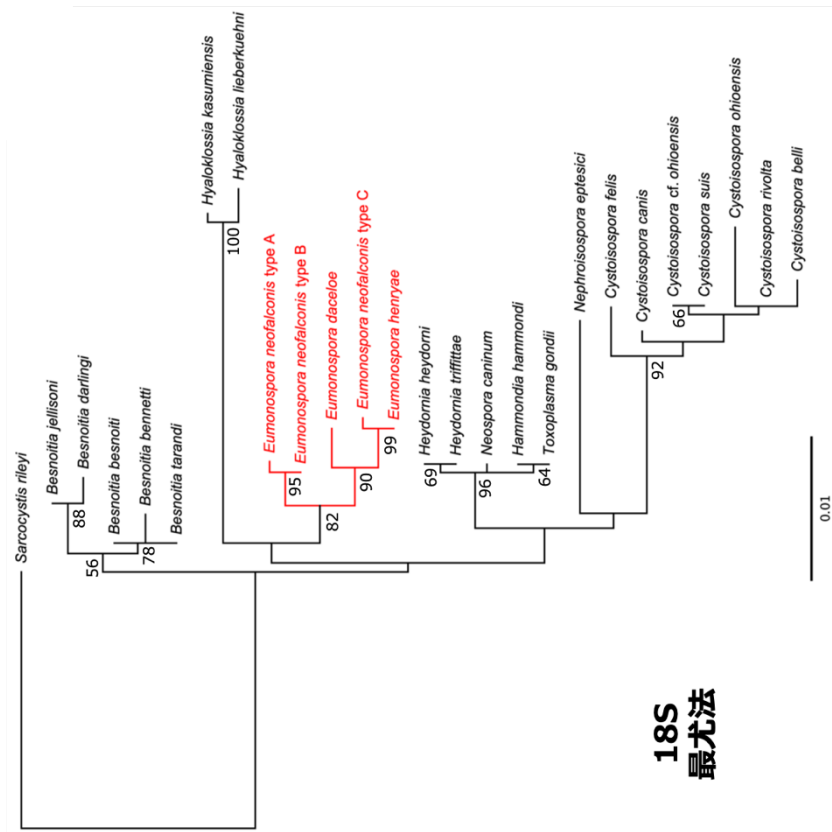 Sarcocystis rileyi
Besnoitia jellisoni
Besnoitia darlingi
88
Besnoitia besnoiti
Besnoitia bennetti
Besnoitia tarandi
78
56
Hyaloklossia kasumiensis
Hyaloklossia lieberkuehni
100
Eumonospora neofalconis type A
Eumonospora neofalconis type B
95
Eumonospora daceloe
Eumonospora neofalconis type C
Eumonospora henryae
99
90
82
Heydornia heydorni
Heydornia triffittae
69
Neospora caninum
96
Hammondia hammondi
Toxoplasma gondii
64
Nephroisospora eptesici
Cystoisospora felis
Cystoisospora canis
Cystoisospora cf. ohioensis
Cystoisospora suis
66
Cystoisospora ohioensis
Cystoisospora rivolta
Cystoisospora belli
92
0.01
18S
最尤法